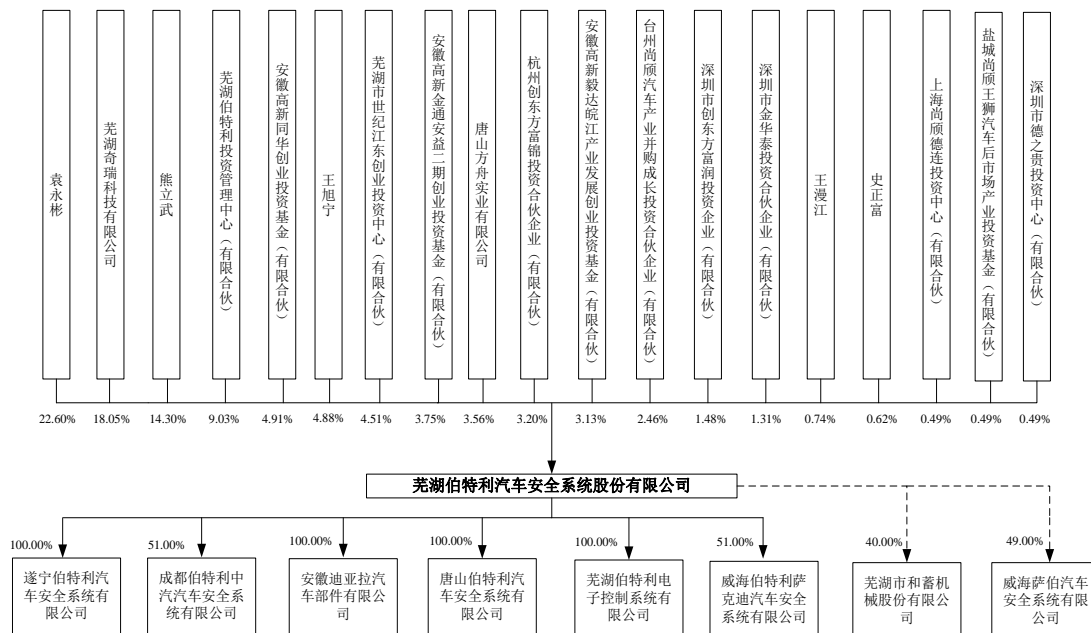 袁永彬
芜湖奇瑞科技有限公司
熊立武
芜湖伯特利投资管理中心（有限合伙）
安徽高新同华创业投资基金（有限合伙）
王旭宁
芜湖市世纪江东创业投资中心（有限合伙）
安徽高新金通安益二期创业投资基金（有限合伙）
唐山方舟实业有限公司
杭州创东方富锦投资合伙企业（有限合伙）
安徽高新毅达皖江产业发展创业投资基金（有限合伙）
台州尚颀汽车产业并购成长投资合伙企业（有限合伙）
深圳市创东方富润投资企业（有限合伙）
深圳市金华泰投资合伙企业（有限合伙）
王漫江
史正富
上海尚颀德连投资中心（有限合伙）
盐城尚颀王狮汽车后市场产业投资基金（有限合伙）
深圳市德之贵投资中心（有限合伙）
22.60%
18.05%
14.30%
9.03%
4.91%
4.88%
4.51%
3.75%
3.56%
3.20%
3.13%
2.46%
1.48%
1.31%
0.74%
0.62%
0.49%
0.49%
0.49%
芜湖伯特利汽车安全系统股份有限公司
100.00%
51.00%
100.00%
100.00%
100.00%
51.00%
40.00%
49.00%
遂宁伯特利汽
车安全系统有
限公司
成都伯特利中
汽汽车安全系
统有限公司
安徽迪亚拉汽
车部件有限公
司
唐山伯特利汽
车安全系统有
限公司
芜湖伯特利电
子控制系统有
限公司
威海伯特利萨
克迪汽车安全
系统有限公司
芜湖市和蓄机
械股份有限公
司
威海萨伯汽车
安全系统有限
公司